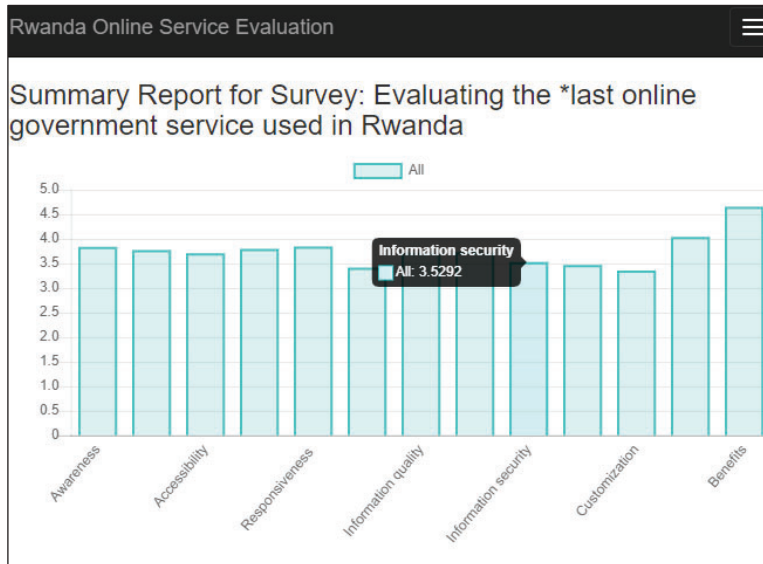 Rwanda Online Service Evaluation
Summary Report for Survey: Evaluating the *last online
government service used in Rwanda
All
5.0
4.5
4.0
3.5
3.0
2.5
2.0
1.5
1.0
0.5
0
Information security
All: 3.5292
Awareness
Accessibility
Responsiveness
Information quality
Information security
Customization
Benefits